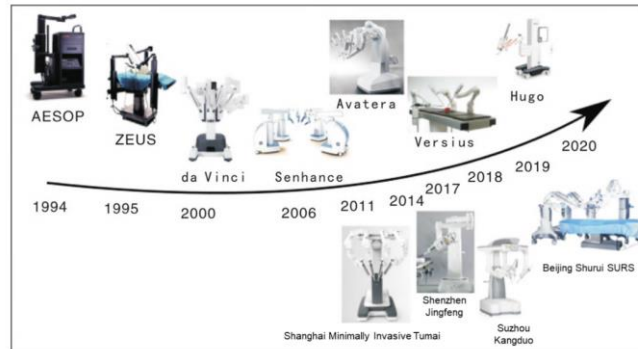 AESOP
ZEUS
da Vinci
Senhance
Avatera
Versius
Hugo
1994
1995
2000
2006
2011
2014
2017
2018
2019
2020
Shanghai Minimally Invasive Tumai
Shenzhen
Jingfeng
Suzhou
Kangduo
Beijing Shurui SURS